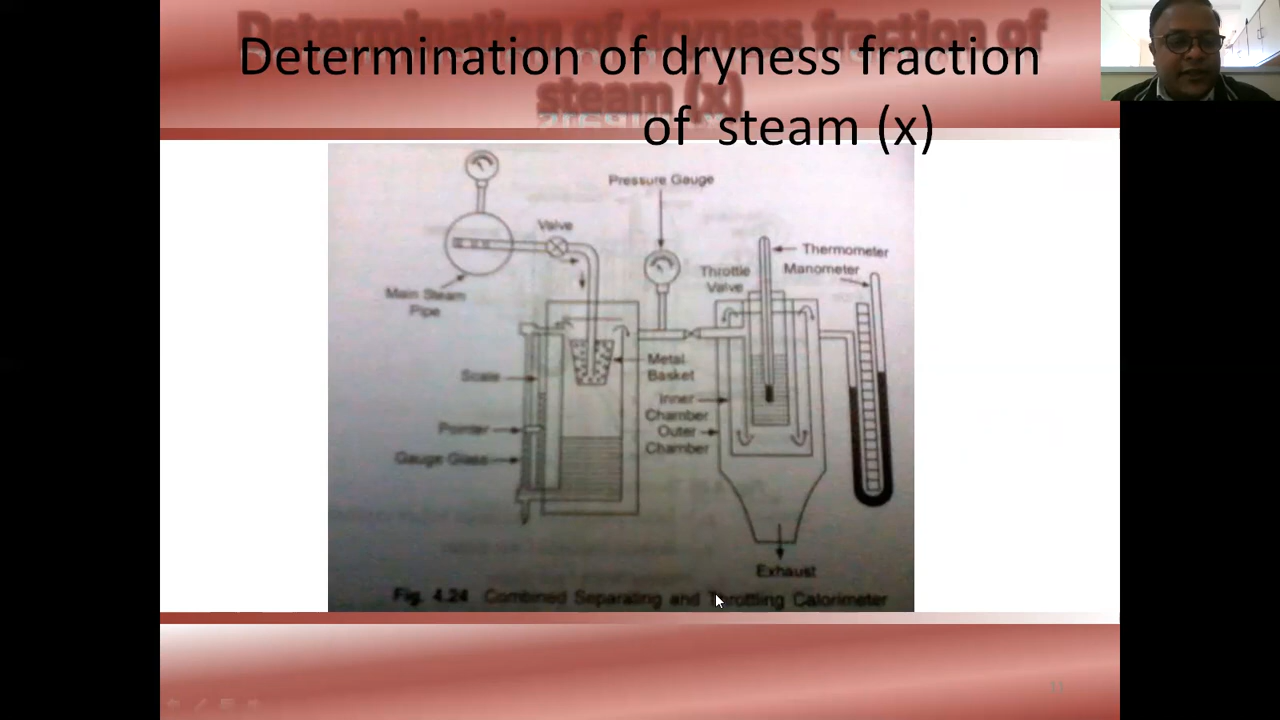 Determination of dryness fraction
of steam (x)
Pressure Gauge
Valve
Thermometer
Throttle
Valve
Manometer
Main Steam
Pipe
Metal
Basket
Scale
Inner
Chamber
Pointer
Outer
Chamber
Gauge Glass
Exhaust
Fig. 4.24 Combined Separating and Throttling Calorimeter
11